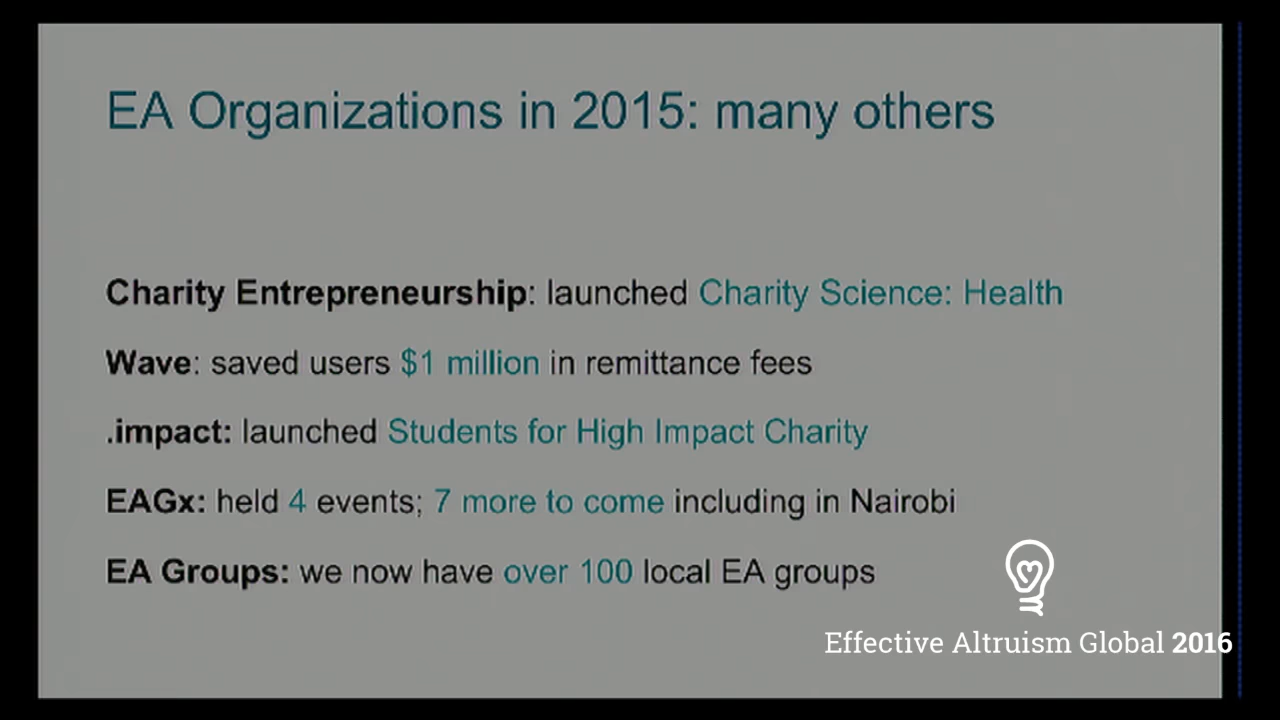 EA Organizations in 2015: many others
Charity Entrepreneurship: launched Charity Science: Health
Wave: saved users $1 million in remittance fees
.impact: launched Students for High Impact Charity
EAGx: held 4 events; 7 more to come including in Nairobi
EA Groups: we now have over 100 local EA groups
Effective Altruism Global 2016